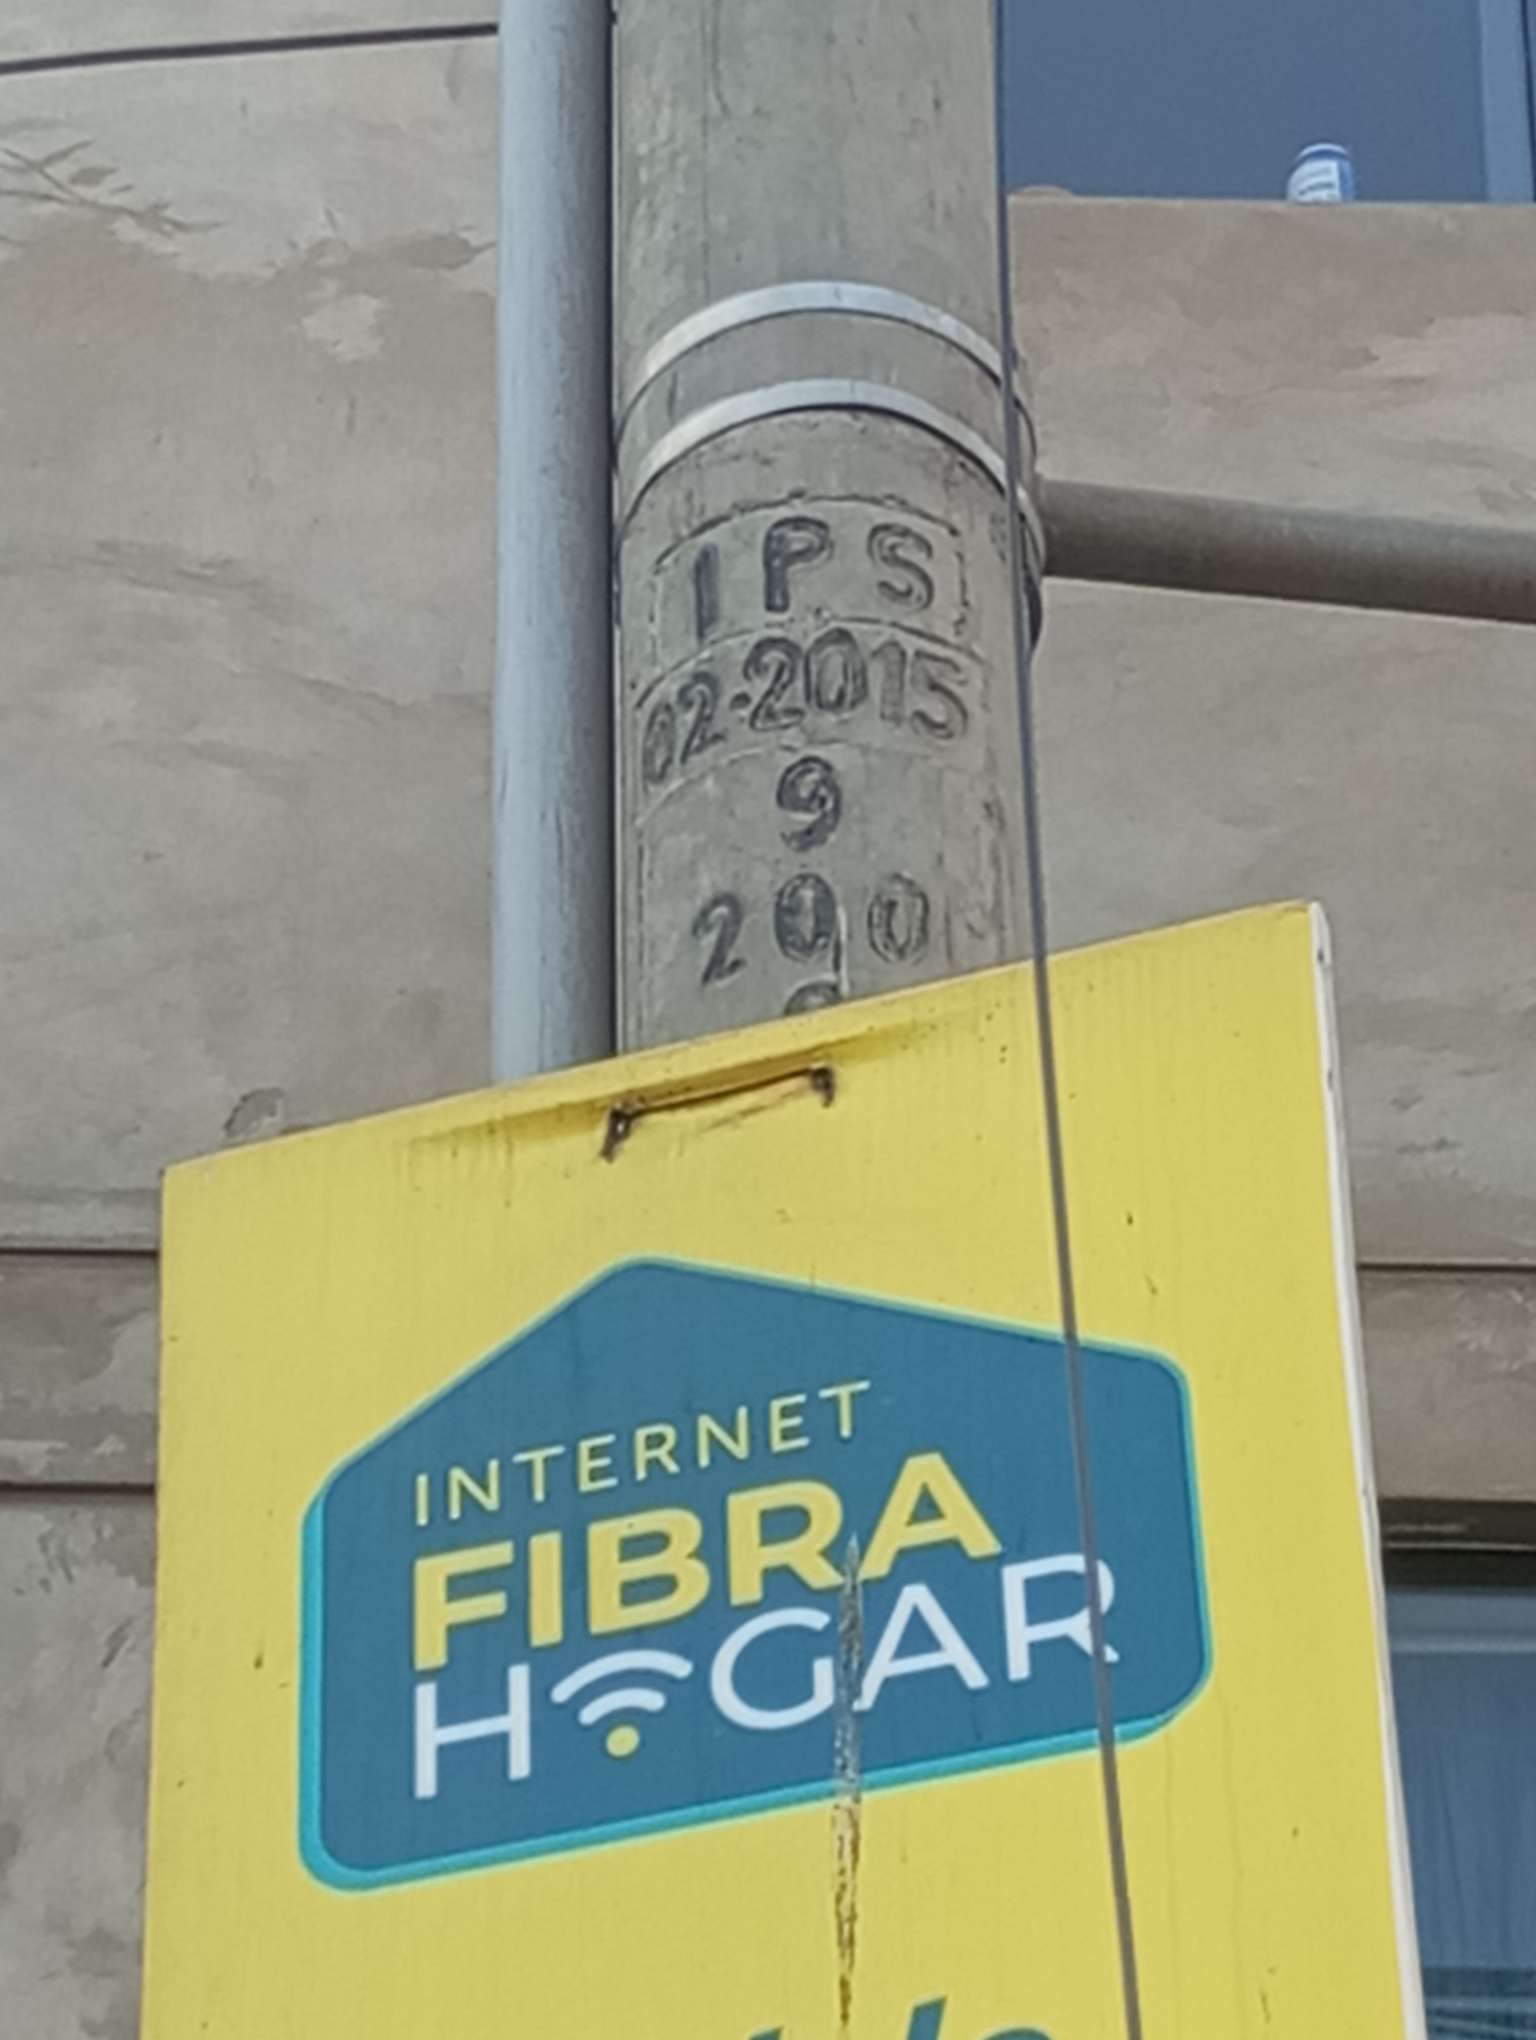 IPS
02-2015
9
200
INTERNET
FIBRA
HOGAR